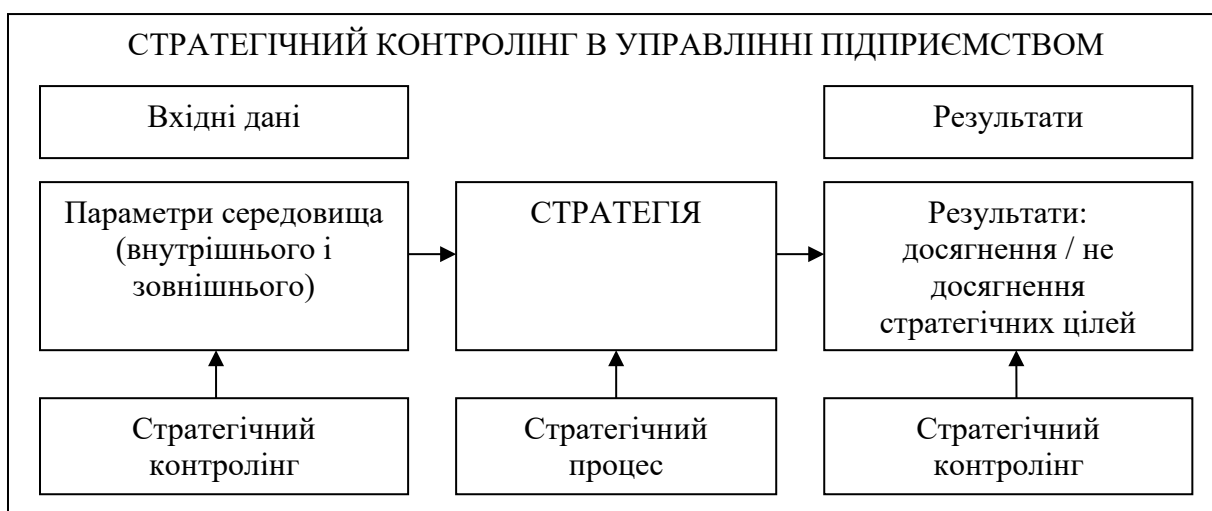 СТРАТЕГІЧНИЙ КОНТРОЛІНГ В УПРАВЛІННІ ПІДПРИЄМСТВОМ
Вхідні дані
Результати
Параметри середовища
(внутрішнього і
зовнішнього)
СТРАТЕГІЯ
Результати:
досягнення / не
досягнення
стратегічних цілей
Стратегічний
контролінг
Стратегічний
процес
Стратегічний
контролінг